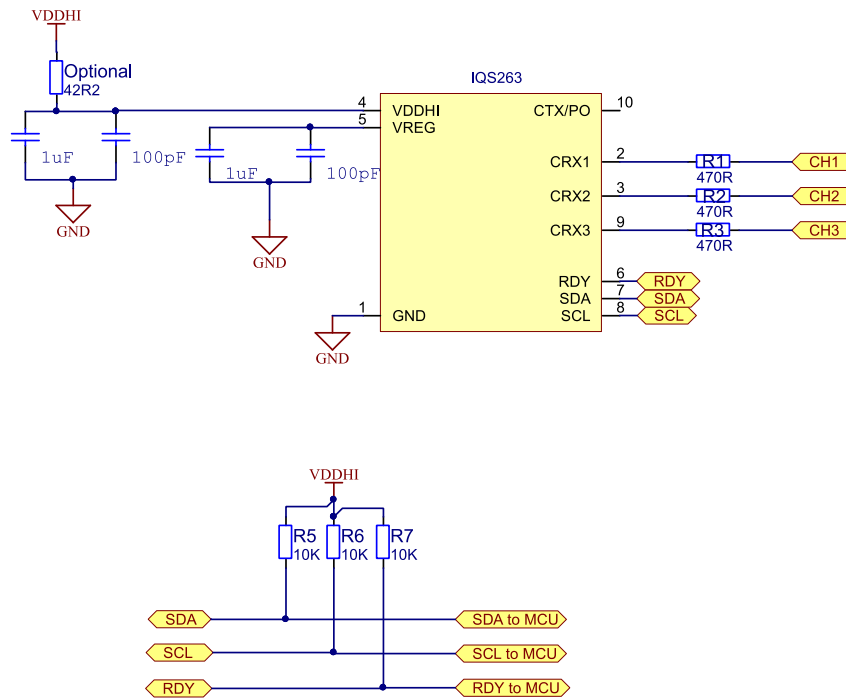 VDDHI
Optional
42R2
1uF
100pF
GND
1uF
100pF
GND
IQS263
4
VDDHI
5
VREG
CTX/PO
10
CRX1
2
R1
470R
CH1
CRX2
3
R2
470R
CH2
CRX3
9
R3
470R
CH3
RDY
6
RDY
SDA
7
SDA
SCL
8
SCL
1
GND
GND
VDDHI
R5
10K
R6
10K
R7
10K
SDA
SDA to MCU
SCL
SCL to MCU
RDY
RDY to MCU